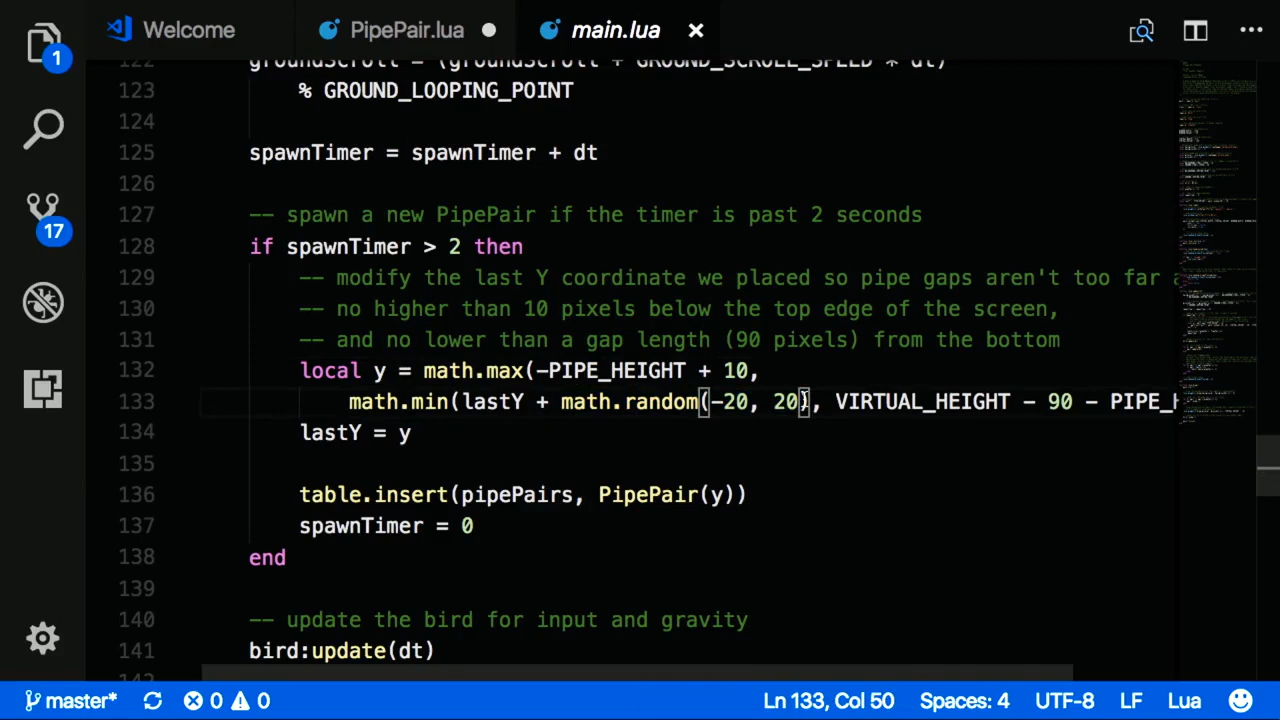 Welcome
PipePair.lua
main.lua
1
17
122 groundScroll = (groundScroll + GROUND_SCROLL_SPEED * dt)
123 % GROUND_LOOPING_POINT
124
125 spawnTimer = spawnTimer + dt
126
127 -- spawn a new PipePair if the timer is past 2 seconds
128 if spawnTimer > 2 then
129 -- modify the last Y coordinate we placed so pipe gaps aren't too far
130 -- no higher than 10 pixels below the top edge of the screen,
131 -- and no lower than a gap length (90 pixels) from the bottom
132 local y = math.max(-PIPE_HEIGHT + 10,
133 math.min(lastY + math.random(-20, 20), VIRTUAL_HEIGHT - 90 - PIPE_H
134 lastY = y
135
136 table.insert(pipePairs, PipePair(y))
137 spawnTimer = 0
138 end
139
140 -- update the bird for input and gravity
141 bird:update(dt)
master* 0 0 Ln 133, Col 50 Spaces: 4 UTF-8 LF Lua